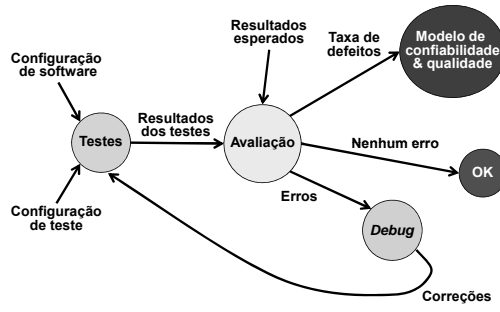 Resultados
esperados
Taxa de
defeitos
Modelo de
confiabilidade
& qualidade
Configuração
de software
Resultados
dos testes
Testes
Avaliação
Nenhum erro
OK
Configuração
de teste
Erros
Debug
Correções